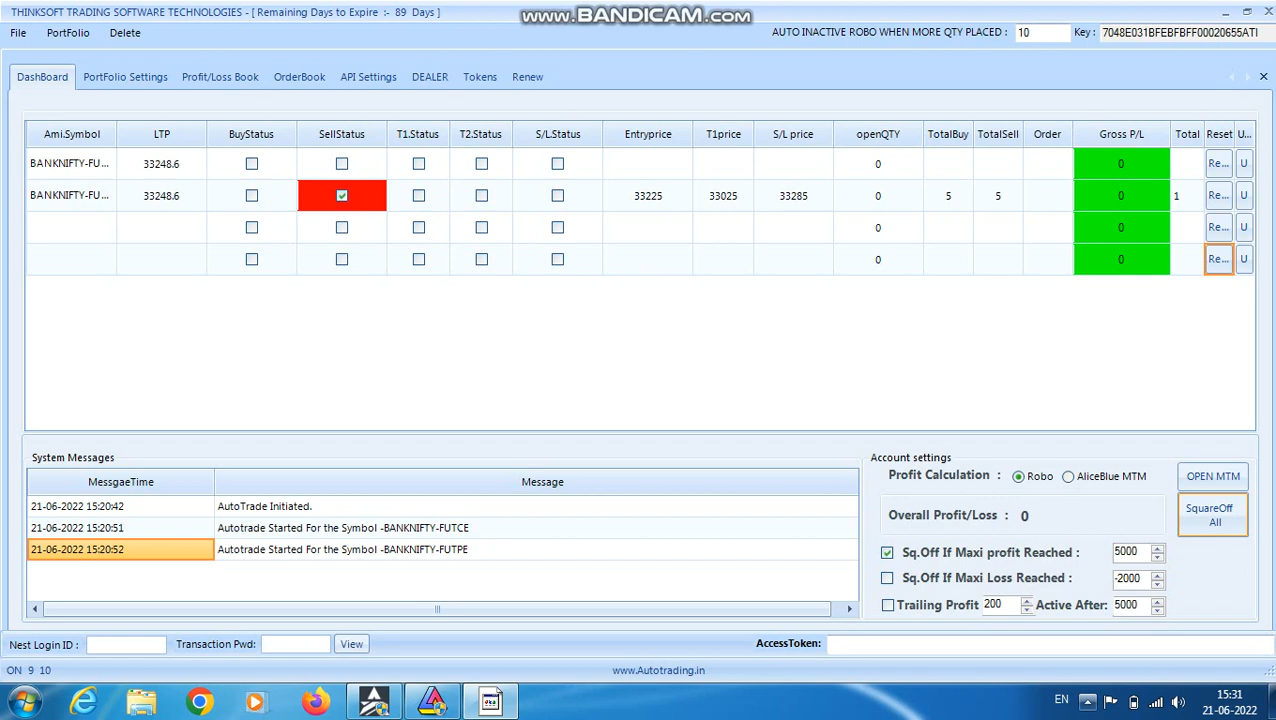 THINKSOFT TRADING SOFTWARE TECHNOLOGIES - [ Remaining Days to Expire :- 89 Days ]
www.BANDICAM.com
File PortFolio Delete AUTO INACTIVE ROBO WHEN MORE QTY PLACED : 10 Key : 7048E031BFEBFBFF00020655ATI
DashBoard PortFolio Settings Profit/Loss Book OrderBook API Settings DEALER Tokens Renew
Ami.Symbol LTP BuyStatus SellStatus T1.Status T2.Status S/L.Status Entryprice T1price S/L price openQTY TotalBuy TotalSell Order Gross P/L Total Reset U...
BANKNIFTY-FU... 33248.6 0 0 Re... U
BANKNIFTY-FU... 33248.6 33225 33025 33285 0 5 5 0 1 Re... U
0 0 Re... U
0 0 Re... U
System Messages
MessgaeTime Message
21-06-2022 15:20:42 AutoTrade Initiated.
21-06-2022 15:20:51 Autotrade Started For the Symbol -BANKNIFTY-FUTCE
21-06-2022 15:20:52 Autotrade Started For the Symbol -BANKNIFTY-FUTPE
Account settings
Profit Calculation : Robo AliceBlue MTM OPEN MTM
Overall Profit/Loss : 0 SquareOff
All
Sq.Off If Maxi profit Reached : 5000
Sq.Off If Maxi Loss Reached : -2000
Trailing Profit 200 Active After: 5000
Nest Login ID : Transaction Pwd: View AccessToken:
ON 9 10 www.Autotrading.in
EN 15:31
21-06-2022